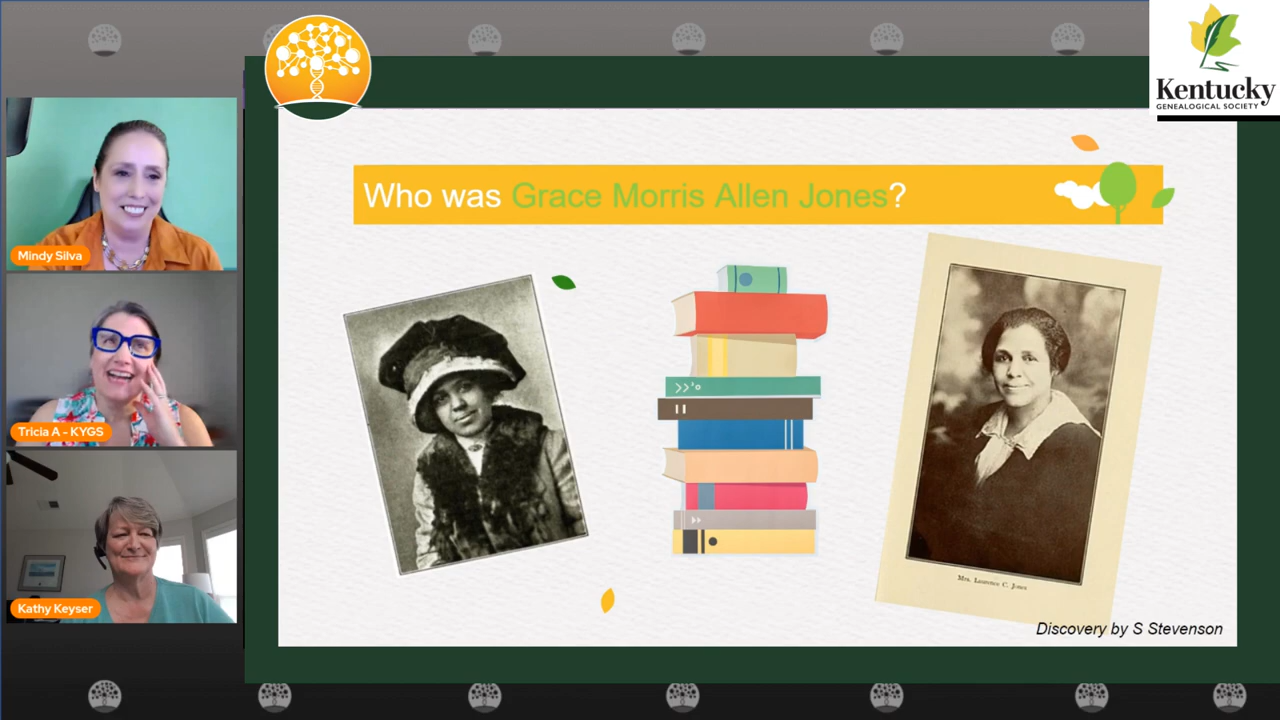 Kentucky
GENEALOGICAL SOCIETY
Who was Grace Morris Allen Jones?
Mindy Silva
Tricia A - KYGS
Kathy Keyser
Mrs. Laurence C. Jones
Discovery by S Stevenson